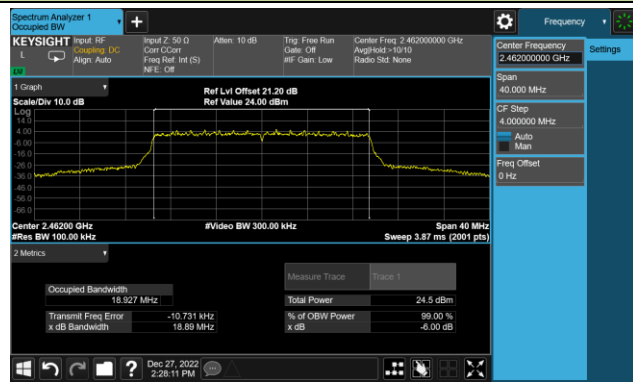 Spectrum Analyzer 1
Occupied BW
Frequency
KEYSIGHT
L
Input: RF
Coupling: DC
Align: Auto
Input Z: 50 Ω
Corr CCorr
Freq Ref: Int (S)
NFE: Off
Atten: 10 dB
Trig: Free Run
Gate: Off
#IF Gain: Low
Center Freq: 2.462000000 GHz
Avg|Hold:>10/10
Radio Std: None
Center Frequency
2.462000000 GHz
Settings
Span
40.000 MHz
CF Step
4.000000 MHz
Auto
Man
Freq Offset
0 Hz
1 Graph
Scale/Div 10.0 dB
Ref Lvl Offset 21.20 dB
Ref Value 24.00 dBm
Log
14.0
4.00
-6.00
-16.0
-26.0
-36.0
-46.0
-56.0
-66.0
Center 2.46200 GHz
#Res BW 100.00 kHz
#Video BW 300.00 kHz
Span 40 MHz
Sweep 3.87 ms (2001 pts)
2 Metrics
Measure Trace
Trace 1
Occupied Bandwidth
18.927 MHz
Total Power
24.5 dBm
Transmit Freq Error
-10.731 kHz
% of OBW Power
99.00 %
x dB Bandwidth
18.89 MHz
x dB
-6.00 dB
?
Dec 27, 2022
2:28:11 PM